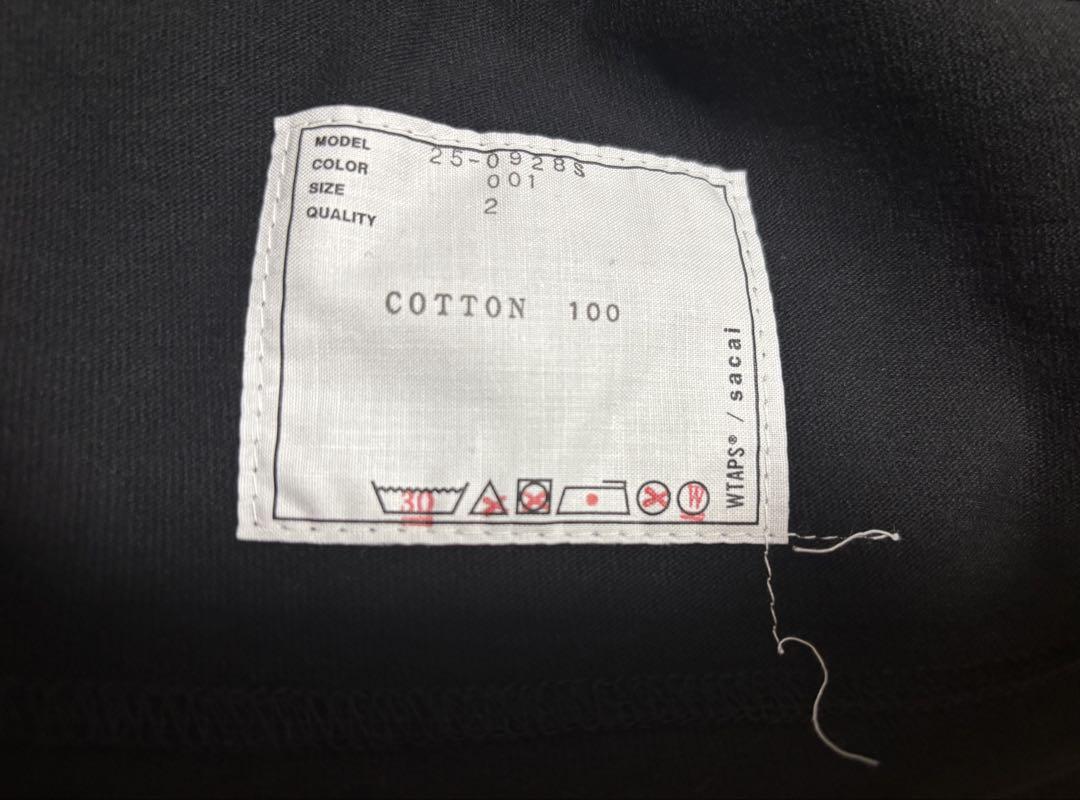 MODEL 25-0928S
COLOR 001
SIZE 2
QUALITY
COTTON 100
WTAPS® / sacai
30
W